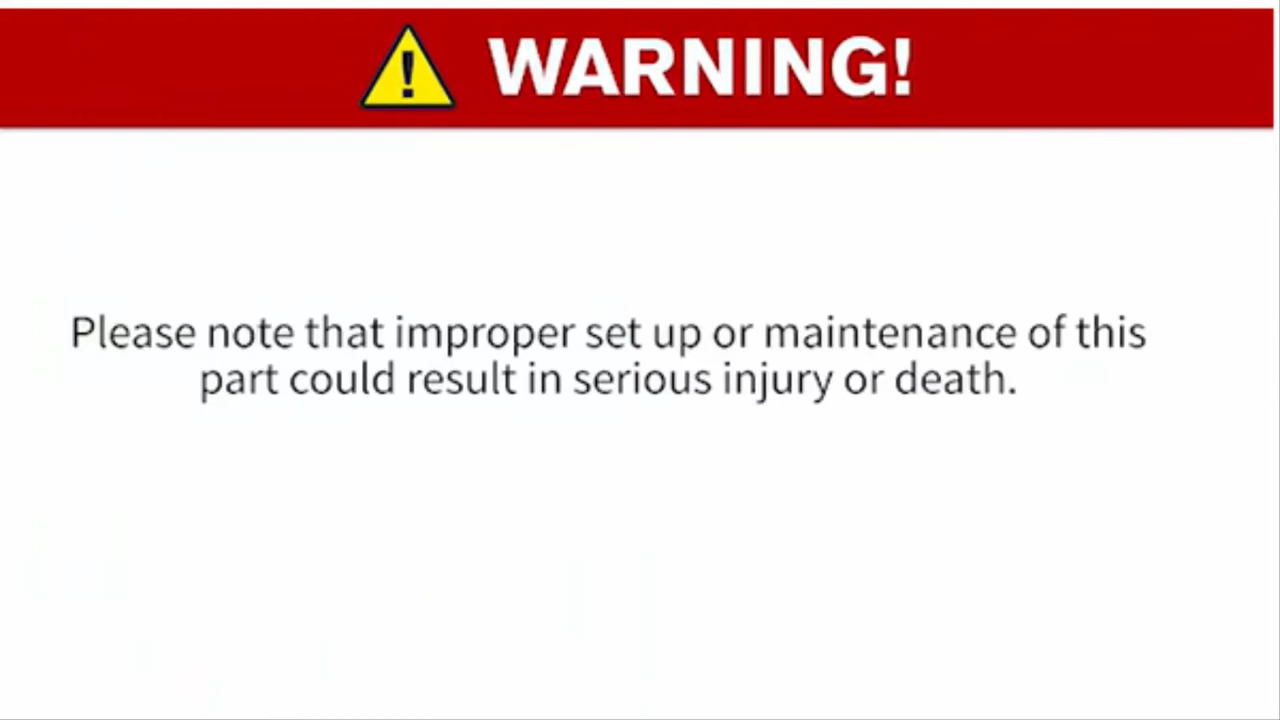 WARNING!
Please note that improper set up or maintenance of this
part could result in serious injury or death.